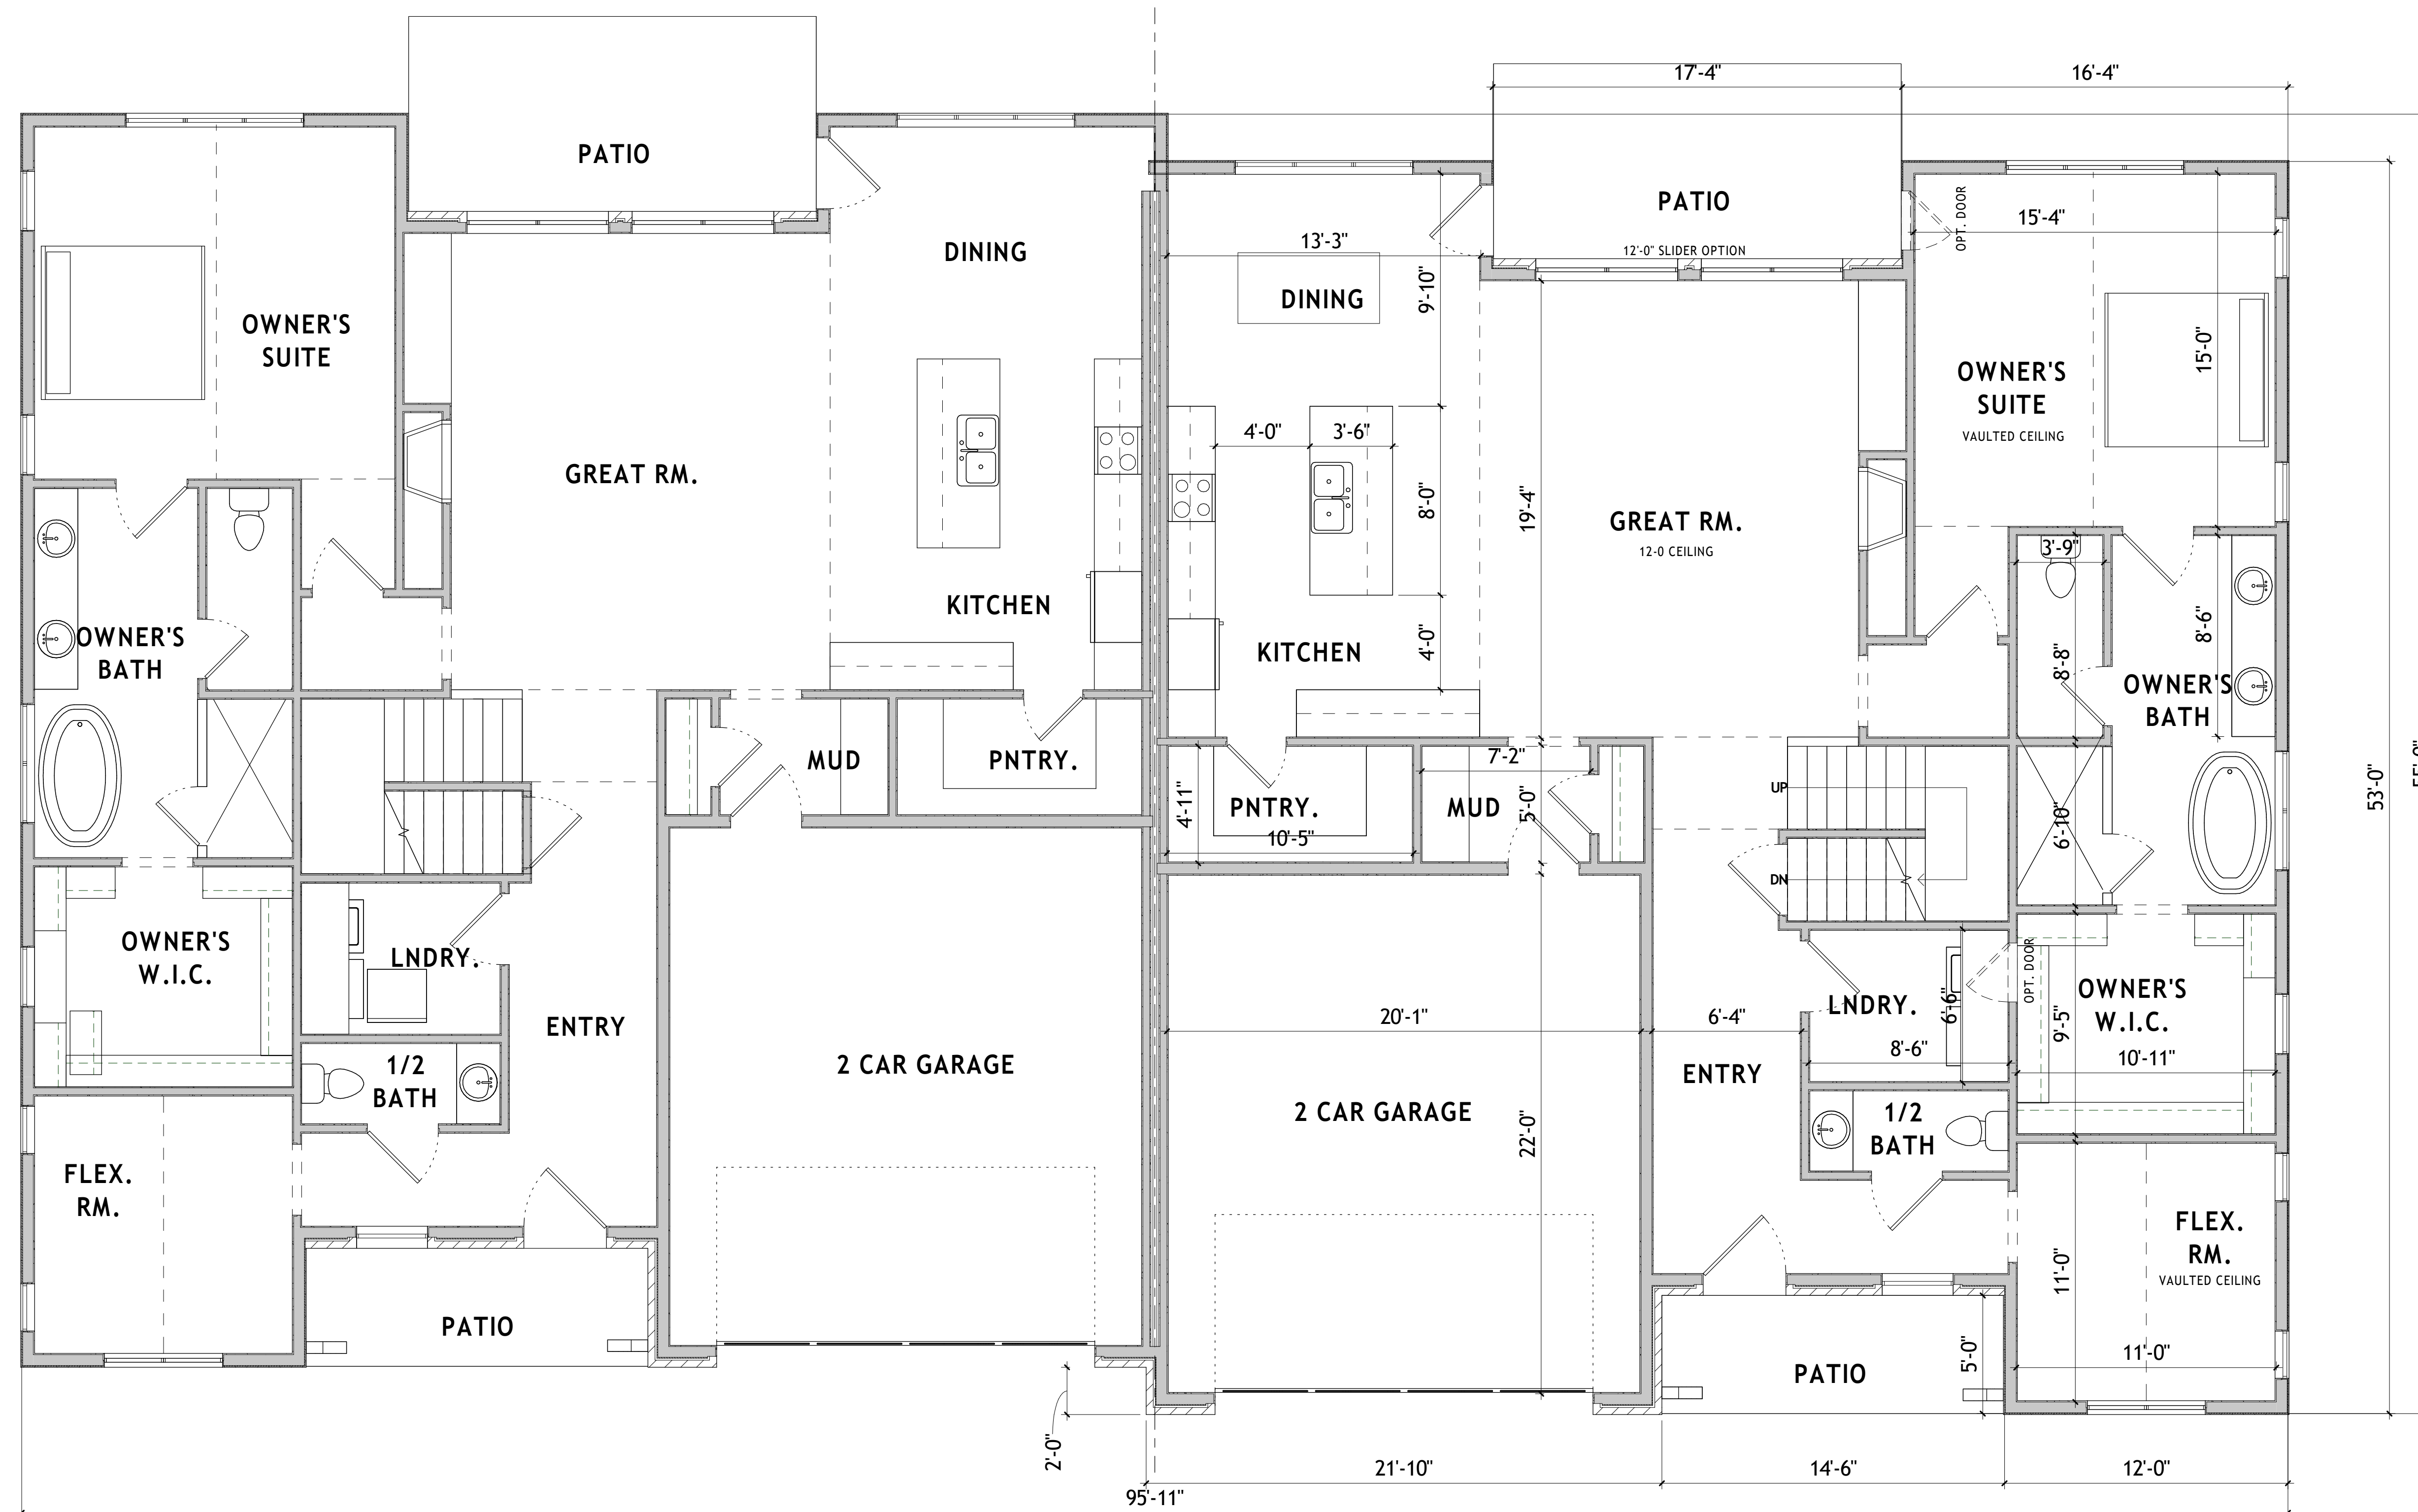 17'-4"
16'-4"
PATIO
PATIO
OPT. DOOR
15'-4"
13'-3"
12'-0" SLIDER OPTION
DINING
DINING
9'-10"
OWNER'S
SUITE
OWNER'S
SUITE
VAULTED CEILING
15'-0"
4'-0"
3'-6"
GREAT RM.
8'-0"
19'-4"
GREAT RM.
12-0 CEILING
3'-9"
KITCHEN
KITCHEN
4'-0"
8'-8"
8'-6"
OWNER'S
BATH
OWNER'S
BATH
MUD
PNTRY.
7'-2"
4'-11"
PNTRY.
10'-5"
MUD
5'-0"
UP
DN
6'-10"
53'-0"
OWNER'S
W.I.C.
LNDRY.
ENTRY
LNDRY.
6'-6"
8'-6"
OPT. DOOR
OWNER'S
W.I.C.
9'-5"
10'-11"
20'-1"
6'-4"
1/2
BATH
2 CAR GARAGE
2 CAR GARAGE
22'-0"
ENTRY
1/2
BATH
FLEX.
RM.
FLEX.
RM.
VAULTED CEILING
11'-0"
11'-0"
PATIO
PATIO
5'-0"
2'-0"
21'-10"
14'-6"
12'-0"
95'-11"